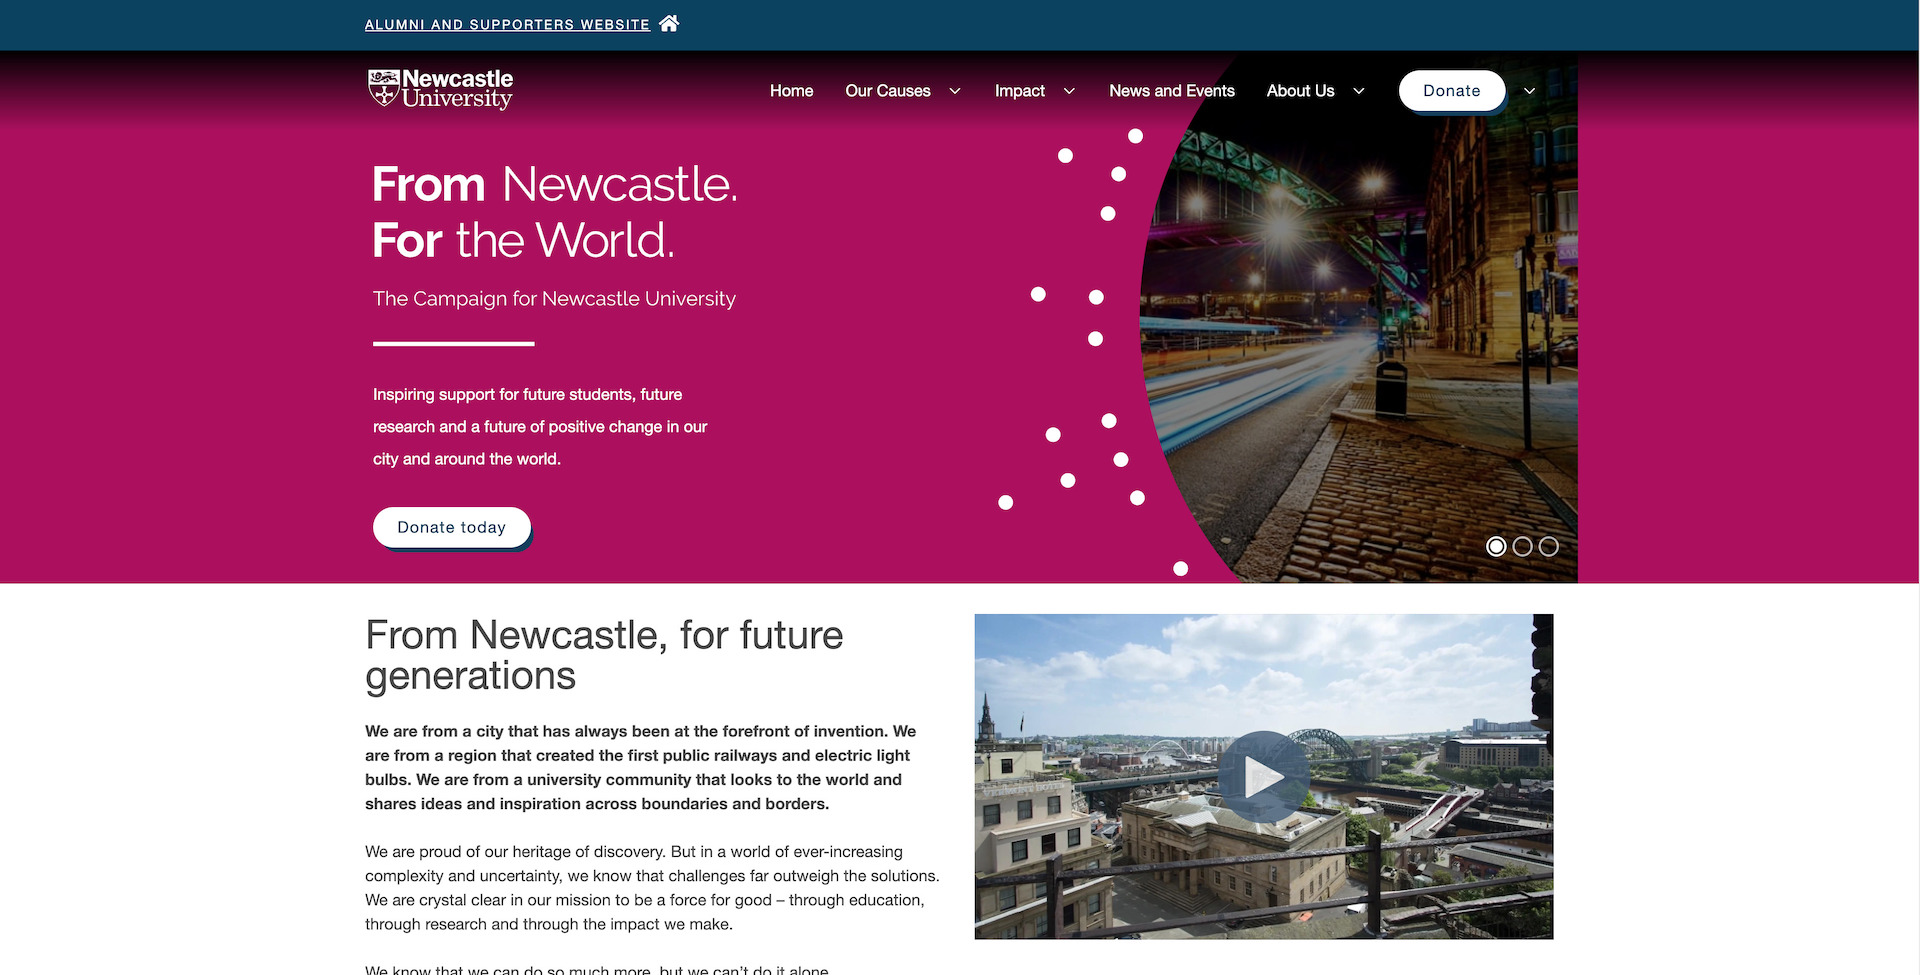 ALUMNI AND SUPPORTERS WEBSITE
Newcastle
University
Home
Our Causes
Impact
News and Events
About Us
Donate
From Newcastle.
For the World.
The Campaign for Newcastle University
Inspiring support for future students, future
research and a future of positive change in our
city and around the world.
Donate today
From Newcastle, for future
generations
We are from a city that has always been at the forefront of invention. We
are from a region that created the first public railways and electric light
bulbs. We are from a university community that looks to the world and
shares ideas and inspiration across boundaries and borders.
We are proud of our heritage of discovery. But in a world of ever-increasing
complexity and uncertainty, we know that challenges far outweigh the solutions.
We are crystal clear in our mission to be a force for good – through education,
through research and through the impact we make.
We know that we can do so much more, but we can't do it alone.